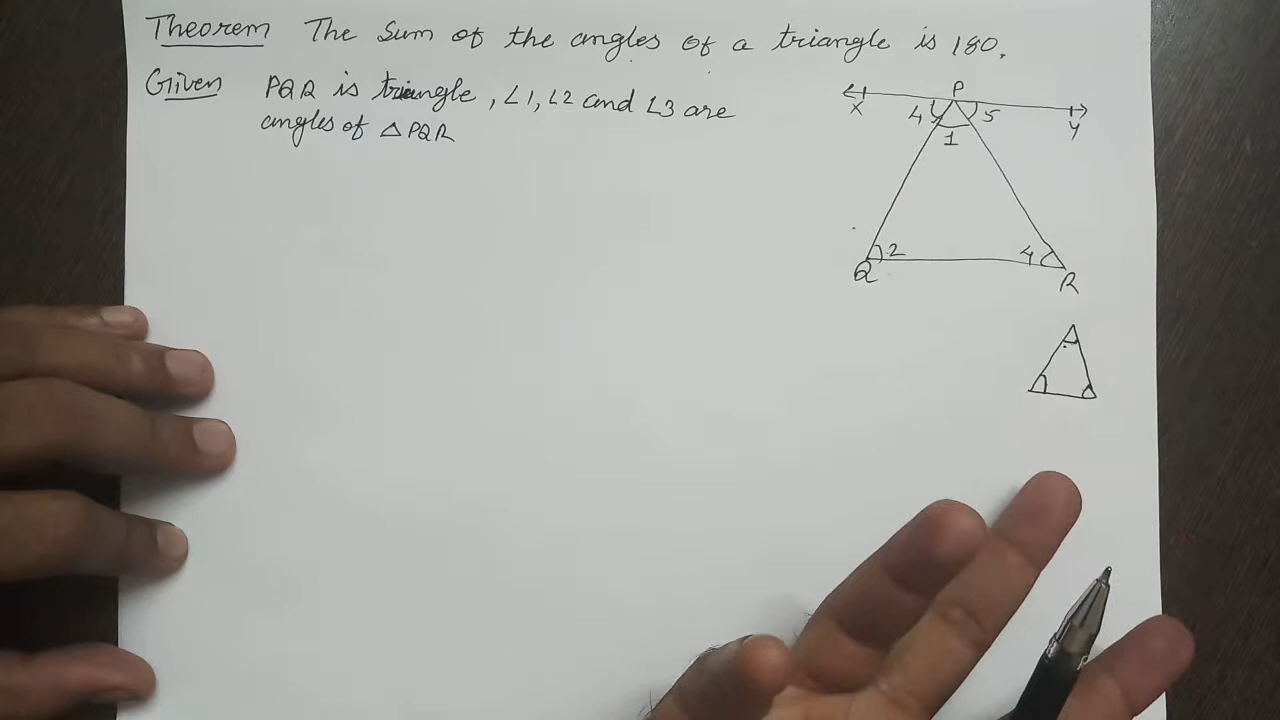 Theorem The Sum of the angles of a triangle is 180.
Given PQR is triangle, ∠1, ∠2 and ∠3 are
angles of △PQR
P
X 4 5 Y
1
2 4
Q R